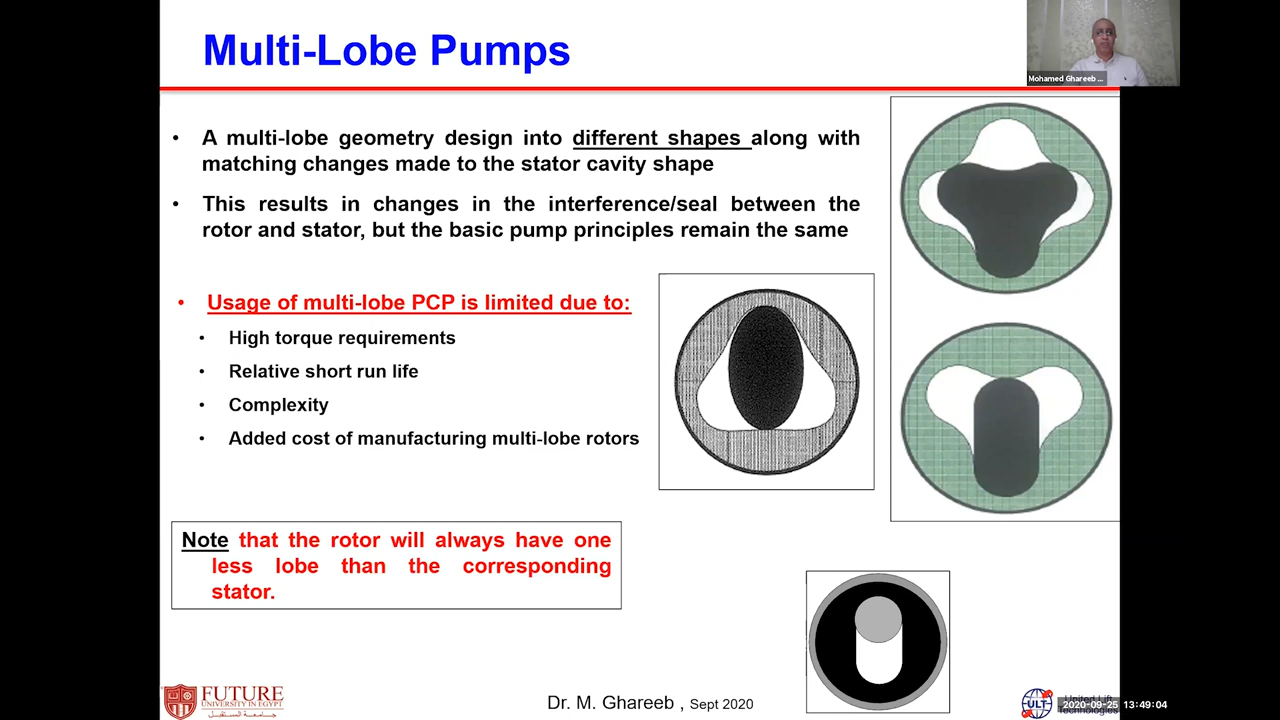 Multi-Lobe Pumps
Mohamed Ghareeb ...
• A multi-lobe geometry design into different shapes along with
matching changes made to the stator cavity shape
• This results in changes in the interference/seal between the
rotor and stator, but the basic pump principles remain the same
• Usage of multi-lobe PCP is limited due to:
• High torque requirements
• Relative short run life
• Complexity
• Added cost of manufacturing multi-lobe rotors
Note that the rotor will always have one
less lobe than the corresponding
stator.
FUTURE
UNIVERSITY IN EGYPT
جامعة المستقبل
Dr. M. Ghareeb , Sept 2020
ULT
United Lift
Technologies
2020-09-25 13:49:04